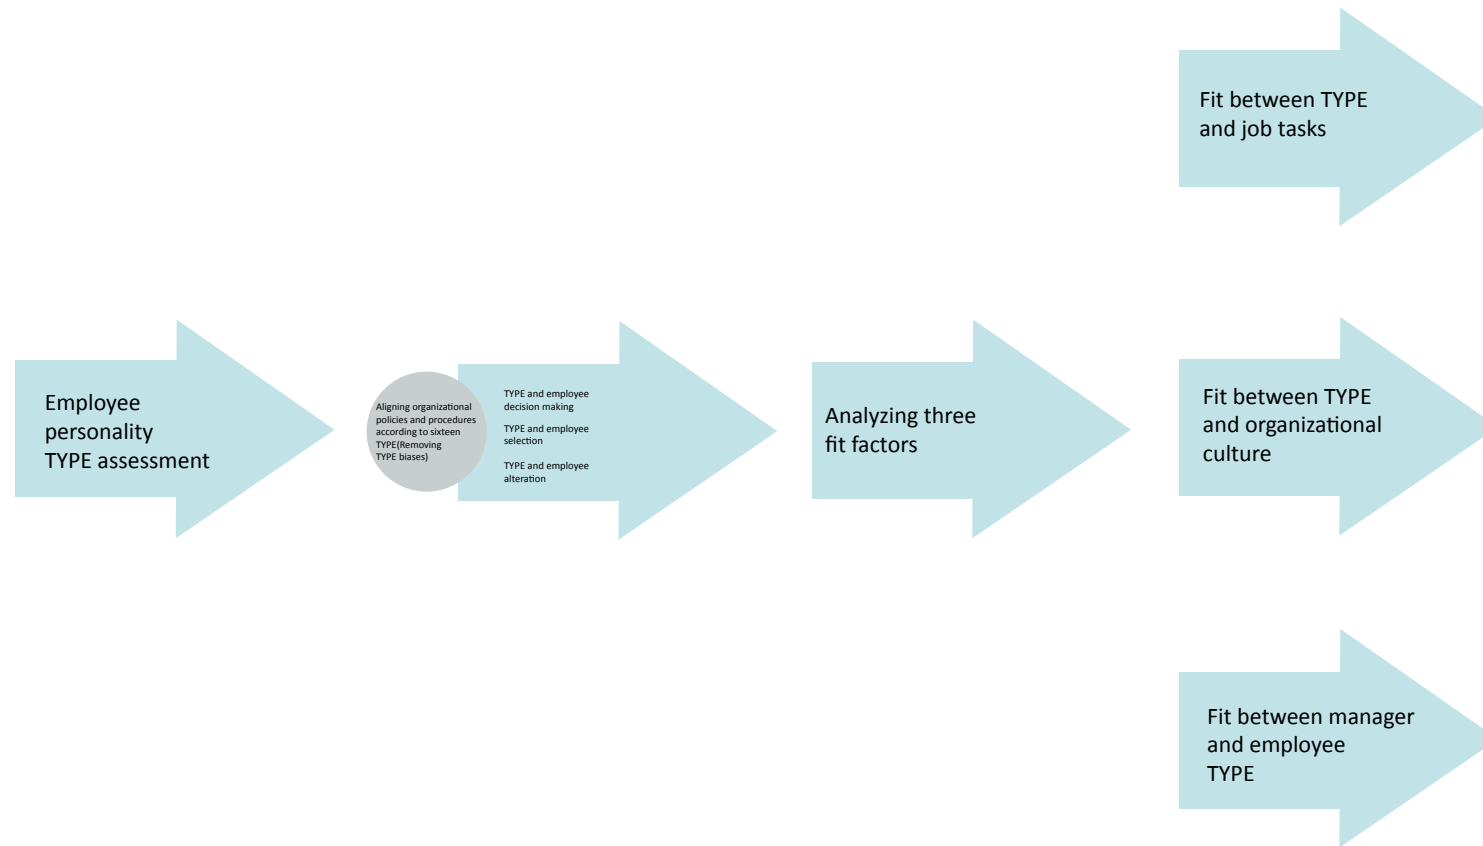 Employee
personality
TYPE assessment
Aligning organizational
policies and procedures
according to sixteen
TYPE(Removing
TYPE biases)
TYPE and employee
decision making
TYPE and employee
selection
TYPE and employee
alteration
Analyzing three
fit factors
Fit between TYPE
and job tasks
Fit between TYPE
and organizational
culture
Fit between manager
and employee
TYPE